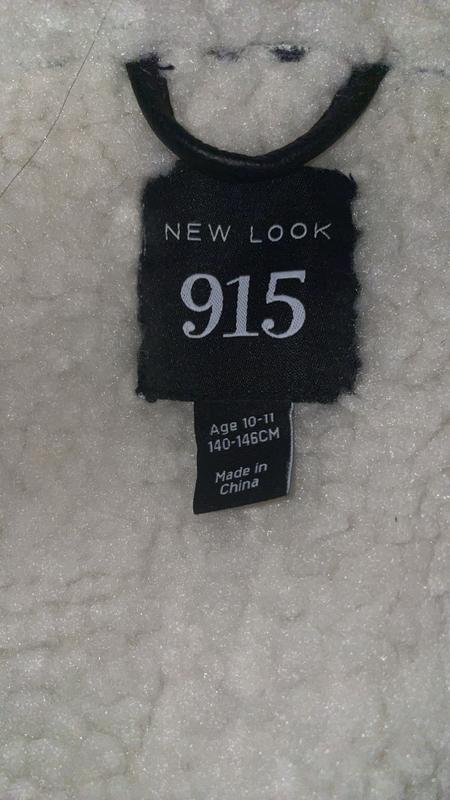 NEW LOOK
915
Age 10-11
140-146CM
Made in
China